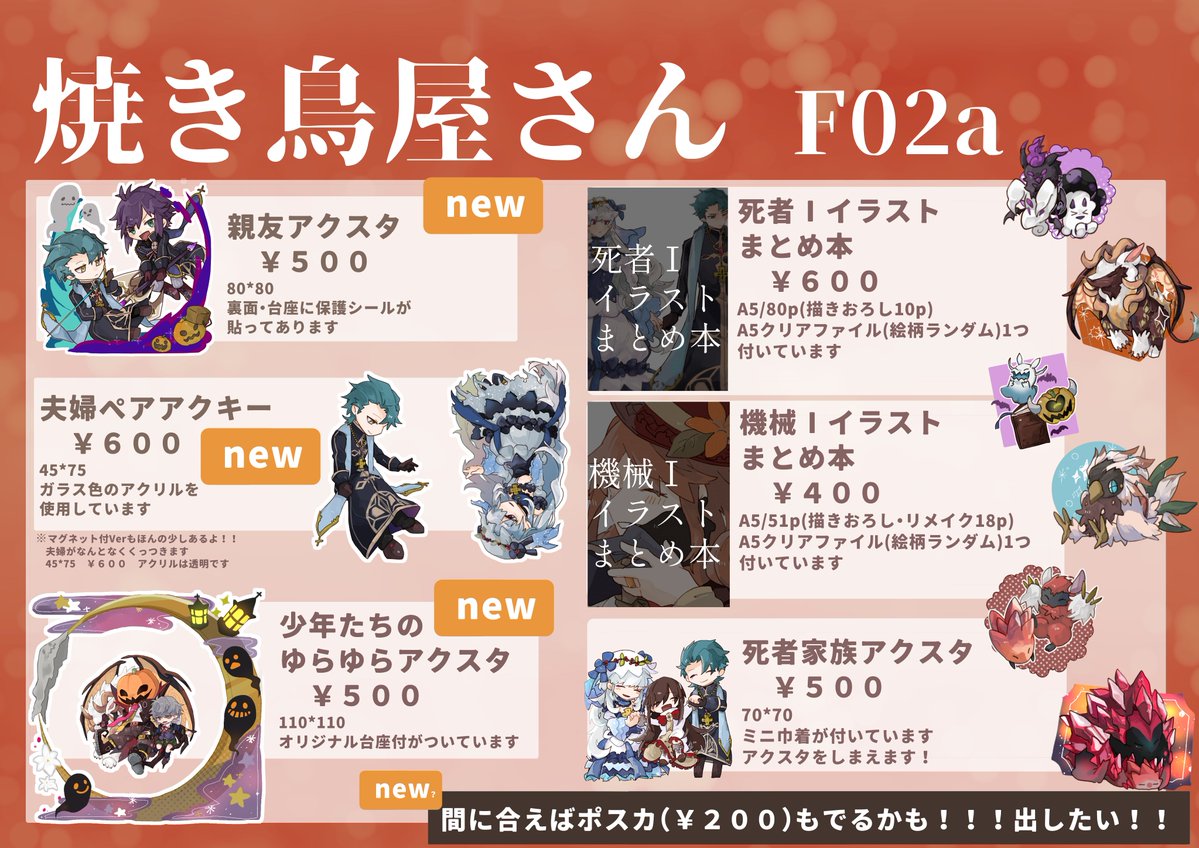 焼き鳥屋さん F02a
new
親友アクスタ
￥５００
80*80
裏面・台座に保護シールが
貼ってあります
夫婦ペアアクキー
￥６００
new
45*75
ガラス色のアクリルを
使用しています
※マグネット付Verもほんの少しあるよ！！
夫婦がなんとなくくっつきます
45*75　￥６００　アクリルは透明です
new
少年たちの
ゆらゆらアクスタ
￥５００
110*110
オリジナル台座付がついています
死者Ⅰ
イラスト
まとめ本
死者Ⅰイラスト
まとめ本
￥６００
A5/80p(描きおろし10p)
A5クリアファイル(絵柄ランダム)1つ
付いています
機械Ⅰ
イラスト
まとめ本
機械Ⅰイラスト
まとめ本
￥４００
A5/51p(描きおろし・リメイク18p)
A5クリアファイル(絵柄ランダム)1つ
付いています
死者家族アクスタ
￥５００
70*70
ミニ巾着が付いています
アクスタをしまえます！
new?
間に合えばポスカ(￥２００)もでるかも！！！出したい！！